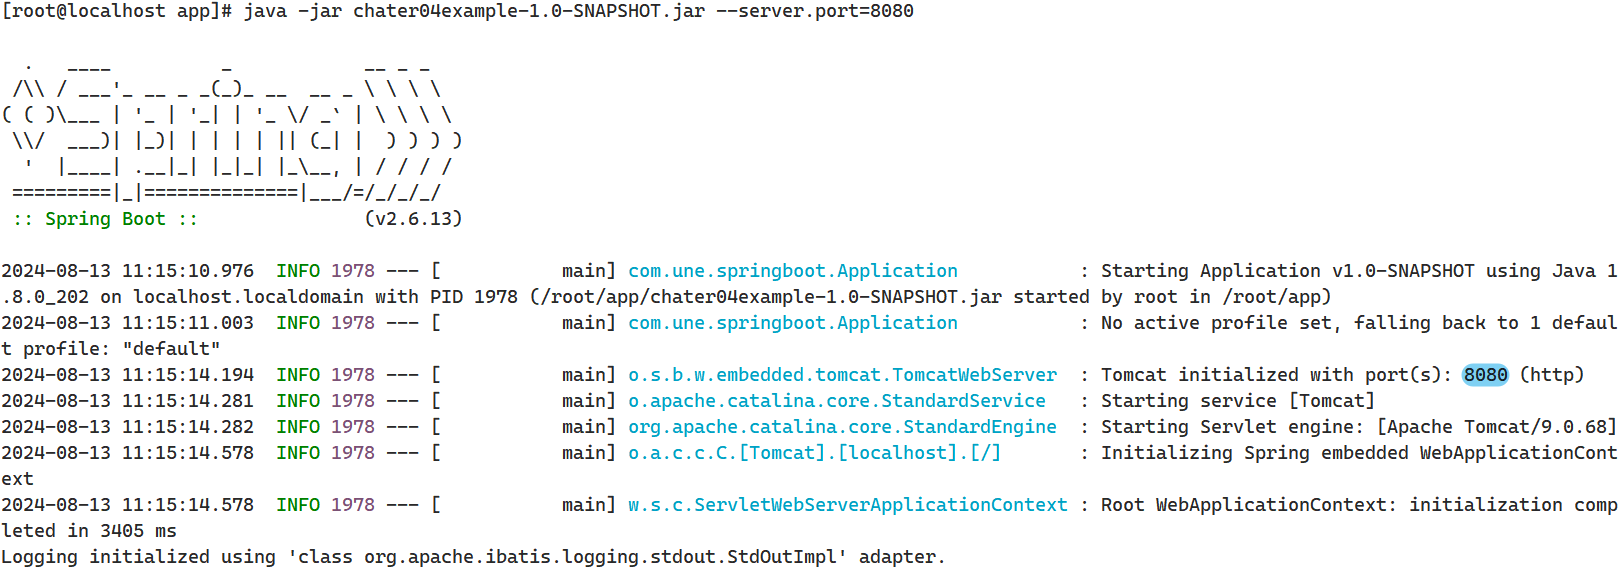 [root@localhost app]# java -jar chater04example-1.0-SNAPSHOT.jar --server.port=8080
  .   ____          _            __ _ _
 /\\ / ___'_ __ _ _(_)_ __  __ _ \ \ \ \
( ( )\___ | '_ | '_| | '_ \/ _` | \ \ \ \
 \\/  ___)| |_)| | | | | || (_| |  ) ) ) )
  '  |____| .__|_| |_|_| |_\__, | / / / /
 =========|_|==============|___/=/_/_/_/
 :: Spring Boot ::               (v2.6.13)
2024-08-13 11:15:10.976  INFO 1978 --- [           main] com.une.springboot.Application           : Starting Application v1.0-SNAPSHOT using Java 1
.8.0_202 on localhost.localdomain with PID 1978 (/root/app/chater04example-1.0-SNAPSHOT.jar started by root in /root/app)
2024-08-13 11:15:11.003  INFO 1978 --- [           main] com.une.springboot.Application           : No active profile set, falling back to 1 defaul
t profile: "default"
2024-08-13 11:15:14.194  INFO 1978 --- [           main] o.s.b.w.embedded.tomcat.TomcatWebServer  : Tomcat initialized with port(s): 8080 (http)
2024-08-13 11:15:14.281  INFO 1978 --- [           main] o.apache.catalina.core.StandardService   : Starting service [Tomcat]
2024-08-13 11:15:14.282  INFO 1978 --- [           main] org.apache.catalina.core.StandardEngine  : Starting Servlet engine: [Apache Tomcat/9.0.68]
2024-08-13 11:15:14.578  INFO 1978 --- [           main] o.a.c.c.C.[Tomcat].[localhost].[/]       : Initializing Spring embedded WebApplicationCont
ext
2024-08-13 11:15:14.578  INFO 1978 --- [           main] w.s.c.ServletWebServerApplicationContext : Root WebApplicationContext: initialization comp
leted in 3405 ms
Logging initialized using 'class org.apache.ibatis.logging.stdout.StdOutImpl' adapter.